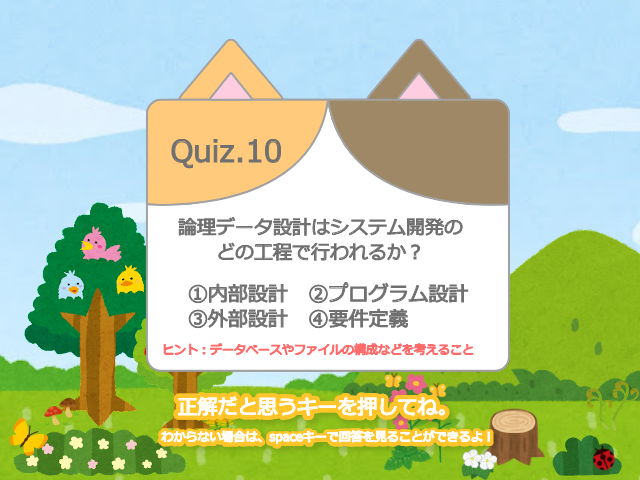 Quiz.10
論理データ設計はシステム開発の
どの工程で行われるか？
①内部設計 ②プログラム設計
③外部設計 ④要件定義
ヒント：データベースやファイルの構成などを考えること
正解だと思うキーを押してね。
わからない場合は、spaceキーで回答を見ることができるよ！